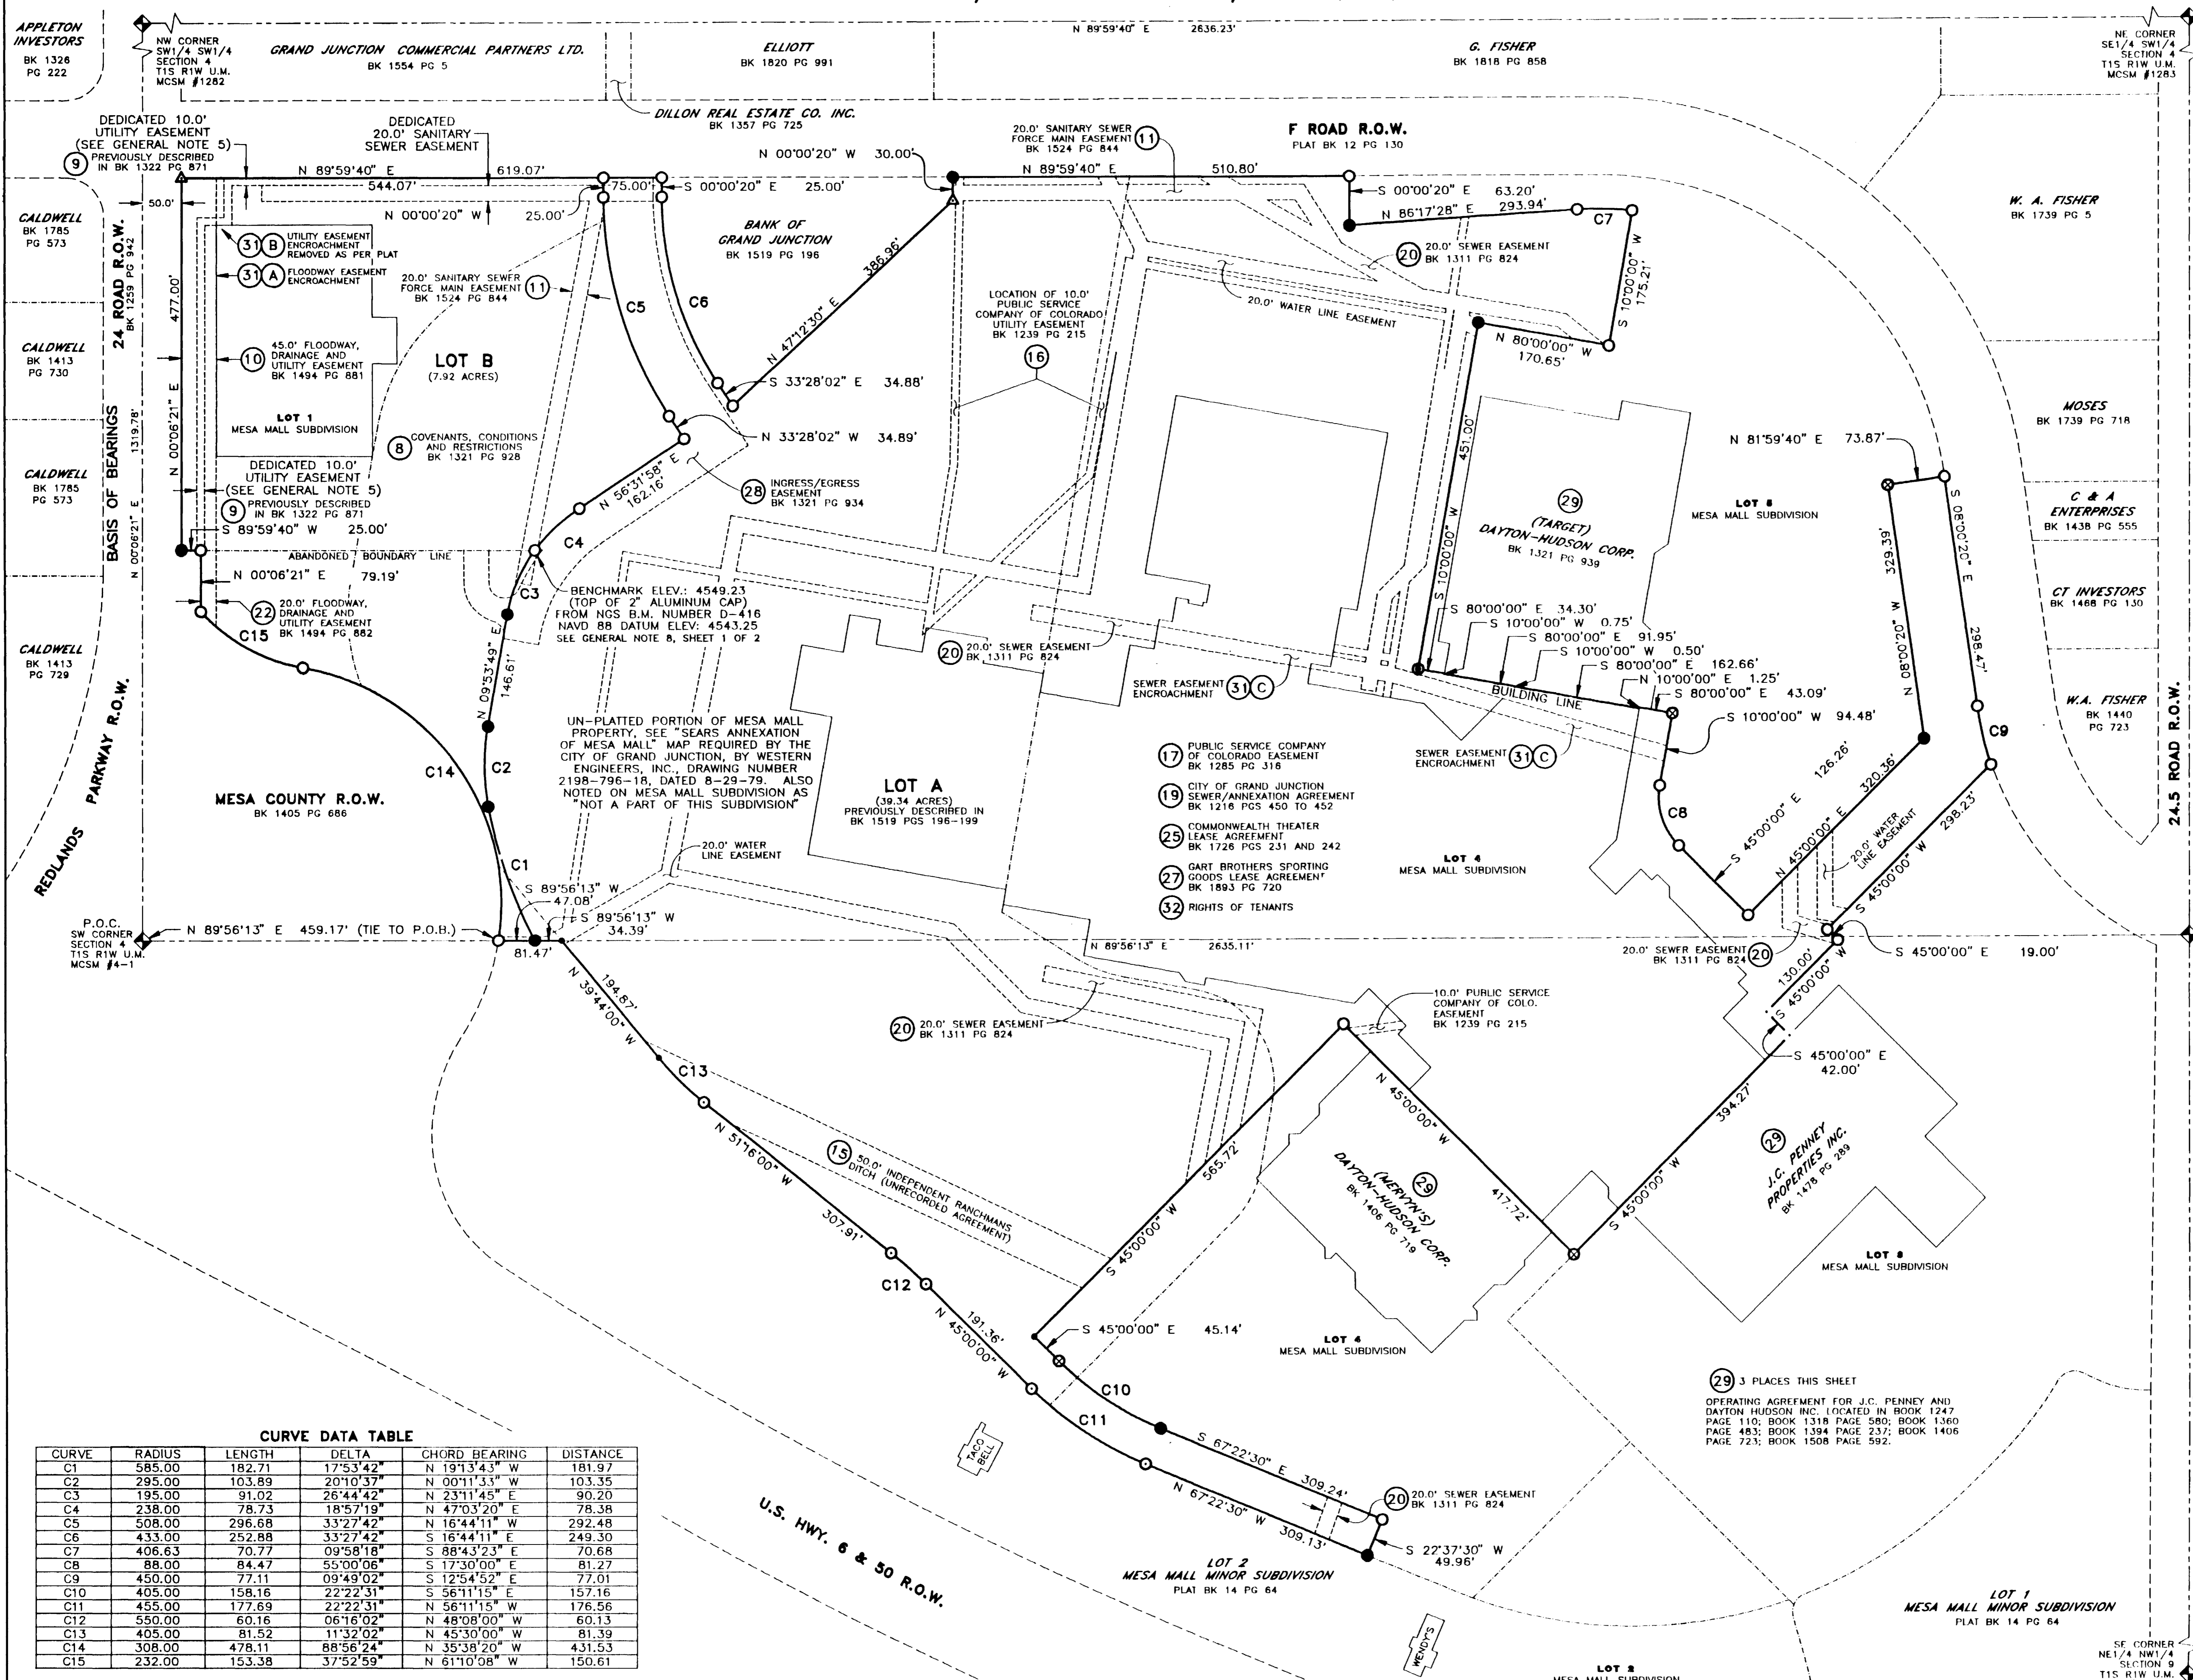 N 89°59'40" E 2636.23'
APPLETON
INVESTORS
BK 1326
PG 222
NW CORNER
SW1/4 SW1/4
SECTION 4
T1S R1W U.M.
MCSM #1282
GRAND JUNCTION COMMERCIAL PARTNERS LTD.
BK 1554 PG 5
ELLIOTT
BK 1820 PG 991
G. FISHER
BK 1818 PG 858
NE CORNER
SE1/4 SW1/4
SECTION 4
T1S R1W U.M.
MCSM #1283
DILLON REAL ESTATE CO. INC.
BK 1357 PG 725
DEDICATED 10.0'
UTILITY EASEMENT
(SEE GENERAL NOTE 5)
9 PREVIOUSLY DESCRIBED
IN BK 1322 PG 871
DEDICATED
20.0' SANITARY
SEWER EASEMENT
20.0' SANITARY SEWER
FORCE MAIN EASEMENT 11
BK 1524 PG 844
F ROAD R.O.W.
PLAT BK 12 PG 130
N 00°00'20" W 30.00'
N 89°59'40" E 619.07'
544.07'
75.00'
S 00°00'20" E 25.00'
N 00°00'20" W 25.00'
N 89°59'40" E 510.80'
S 00°00'20" E 63.20'
N 86°17'28" E 293.94'
C7
S 10°00'00" W
175.21'
W. A. FISHER
BK 1739 PG 5
CALDWELL
BK 1785
PG 573
50.0'
24 ROAD R.O.W.
BK 1259 PG 942
477.00'
N 00°06'21" E
31 B UTILITY EASEMENT
ENCROACHMENT
REMOVED AS PER PLAT
31 A FLOODWAY EASEMENT
ENCROACHMENT
20.0' SANITARY SEWER
FORCE MAIN EASEMENT 11
BK 1524 PG 844
BANK OF
GRAND JUNCTION
BK 1519 PG 196
C5
C6
386.96'
N 47°12'30" E
20 20.0' SEWER EASEMENT
BK 1311 PG 824
LOCATION OF 10.0'
PUBLIC SERVICE
COMPANY OF COLORADO
UTILITY EASEMENT
BK 1239 PG 215
16
20.0' WATER LINE EASEMENT
N 80°00'00" W
170.65'
CALDWELL
BK 1413
PG 730
10 45.0' FLOODWAY,
DRAINAGE AND
UTILITY EASEMENT
BK 1494 PG 881
LOT B
(7.92 ACRES)
S 33°28'02" E 34.88'
N 33°28'02" W 34.89'
LOT 1
MESA MALL SUBDIVISION
8 COVENANTS, CONDITIONS
AND RESTRICTIONS
BK 1321 PG 928
MOSES
BK 1739 PG 718
BASIS OF BEARINGS
N 00°06'21" E 1319.78'
CALDWELL
BK 1785
PG 573
DEDICATED 10.0'
UTILITY EASEMENT
(SEE GENERAL NOTE 5)
9 PREVIOUSLY DESCRIBED
IN BK 1322 PG 871
S 89°59'40" W 25.00'
N 56°31'58" E
162.16'
28 INGRESS/EGRESS
EASEMENT
BK 1321 PG 934
451.00'
S 10°00'00" W
29
(TARGET)
DAYTON-HUDSON CORP.
BK 1321 PG 939
LOT 5
MESA MALL SUBDIVISION
N 81°59'40" E 73.87'
C & A
ENTERPRISES
BK 1438 PG 555
329.39'
N 08°00'20" W
S 08°00'20" E
298.47'
ABANDONED BOUNDARY LINE
C4
N 00°06'21" E 79.19'
22 20.0' FLOODWAY,
DRAINAGE AND
UTILITY EASEMENT
BK 1494 PG 882
C15
C3
BENCHMARK ELEV.: 4549.23
(TOP OF 2" ALUMINUM CAP)
FROM NGS B.M. NUMBER D-416
NAVD 88 DATUM ELEV: 4543.25
SEE GENERAL NOTE 8, SHEET 1 OF 2
CT INVESTORS
BK 1468 PG 130
CALDWELL
BK 1413
PG 729
20 20.0' SEWER EASEMENT
BK 1311 PG 824
S 80°00'00" E 34.30'
S 10°00'00" W 0.75'
S 80°00'00" E 91.95'
S 10°00'00" W 0.50'
S 80°00'00" E 162.66'
N 10°00'00" E 1.25'
S 80°00'00" E 43.09'
BUILDING LINE
S 10°00'00" W 94.48'
SEWER EASEMENT
ENCROACHMENT 31 C
SEWER EASEMENT
ENCROACHMENT 31 C
W.A. FISHER
BK 1440
PG 723
24.5 ROAD R.O.W.
C9
N 09°53'49" E
146.61'
UN-PLATTED PORTION OF MESA MALL
PROPERTY, SEE "SEARS ANNEXATION
OF MESA MALL" MAP REQUIRED BY THE
CITY OF GRAND JUNCTION, BY WESTERN
ENGINEERS, INC., DRAWING NUMBER
2198-796-18, DATED 8-29-79. ALSO
NOTED ON MESA MALL SUBDIVISION AS
"NOT A PART OF THIS SUBDIVISION"
C2
C14
REDLANDS PARKWAY R.O.W.
MESA COUNTY R.O.W.
BK 1405 PG 686
LOT A
(39.34 ACRES)
PREVIOUSLY DESCRIBED IN
BK 1519 PGS 196-199
17 PUBLIC SERVICE COMPANY
OF COLORADO EASEMENT
BK 1285 PG 316
19 CITY OF GRAND JUNCTION
SEWER/ANNEXATION AGREEMENT
BK 1216 PGS 450 TO 452
25 COMMONWEALTH THEATER
LEASE AGREEMENT
BK 1726 PGS 231 AND 242
27 GART BROTHERS SPORTING
GOODS LEASE AGREEMENT
BK 1893 PG 720
32 RIGHTS OF TENANTS
C8
LOT 4
MESA MALL SUBDIVISION
S 45°00'00" E 126.26'
N 45°00'00" E 320.36'
20.0' WATER
LINE EASEMENT
S 45°00'00" W 298.23'
C1
20.0' WATER
LINE EASEMENT
S 89°56'13" W
47.08'
S 89°56'13" W
34.39'
81.47'
P.O.C.
SW CORNER
SECTION 4
T1S R1W U.M.
MCSM #4-1
N 89°56'13" E 459.17' (TIE TO P.O.B.)
N 89°56'13" E 2635.11'
20.0' SEWER EASEMENT 20
BK 1311 PG 824
S 45°00'00" E 19.00'
130.00'
S 45°00'00" W
194.87'
N 39°44'00" W
20 20.0' SEWER EASEMENT
BK 1311 PG 824
10.0' PUBLIC SERVICE
COMPANY OF COLO.
EASEMENT
BK 1239 PG 215
S 45°00'00" E
42.00'
C13
N 45°00'00" W
417.72'
394.27'
S 45°00'00" W
29
J.C. PENNEY
PROPERTIES INC.
BK 1478 PG 289
N 51°16'00" W
307.91'
15 50.0' INDEPENDENT RANCHMANS
DITCH (UNRECORDED AGREEMENT)
565.72'
S 45°00'00" W
29
(MERVYN'S)
DAYTON-HUDSON CORP.
BK 1406 PG 719
LOT 8
MESA MALL SUBDIVISION
C12
191.36'
N 45°00'00" W
S 45°00'00" E 45.14'
LOT 4
MESA MALL SUBDIVISION
C10
C11
29 3 PLACES THIS SHEET
OPERATING AGREEMENT FOR J.C. PENNEY AND
DAYTON HUDSON INC. LOCATED IN BOOK 1247
PAGE 110; BOOK 1318 PAGE 580; BOOK 1360
PAGE 483; BOOK 1394 PAGE 237; BOOK 1406
PAGE 723; BOOK 1508 PAGE 592.
TACO
BELL
S 67°22'30" E 309.24'
N 67°22'30" W 309.13'
20 20.0' SEWER EASEMENT
BK 1311 PG 824
S 22°37'30" W
49.96'
U.S. HWY. 6 & 50 R.O.W.
LOT 2
MESA MALL MINOR SUBDIVISION
PLAT BK 14 PG 64
LOT 1
MESA MALL MINOR SUBDIVISION
PLAT BK 14 PG 64
WENDY'S
LOT 2
MESA MALL SUBDIVISION
SE CORNER
NE1/4 NW1/4
SECTION 9
T1S R1W U.M.
CURVE DATA TABLE
CURVE RADIUS LENGTH DELTA CHORD BEARING DISTANCE
C1 585.00 182.71 17°53'42" N 19°13'43" W 181.97
C2 295.00 103.89 20°10'37" N 00°11'33" W 103.35
C3 195.00 91.02 26°44'42" N 23°11'45" E 90.20
C4 238.00 78.73 18°57'19" N 47°03'20" E 78.38
C5 508.00 296.68 33°27'42" N 16°44'11" W 292.48
C6 433.00 252.88 33°27'42" S 16°44'11" E 249.30
C7 406.63 70.77 09°58'18" S 88°43'23" E 70.68
C8 88.00 84.47 55°00'06" S 17°30'00" E 81.27
C9 450.00 77.11 09°49'02" S 12°54'52" E 77.01
C10 405.00 158.16 22°22'31" S 56°11'15" E 157.16
C11 455.00 177.69 22°22'31" N 56°11'15" W 176.56
C12 550.00 60.16 06°16'02" N 48°08'00" W 60.13
C13 405.00 81.52 11°32'02" N 45°30'00" W 81.39
C14 308.00 478.11 88°56'24" N 35°38'20" W 431.53
C15 232.00 153.38 37°52'59" N 61°10'08" W 150.61